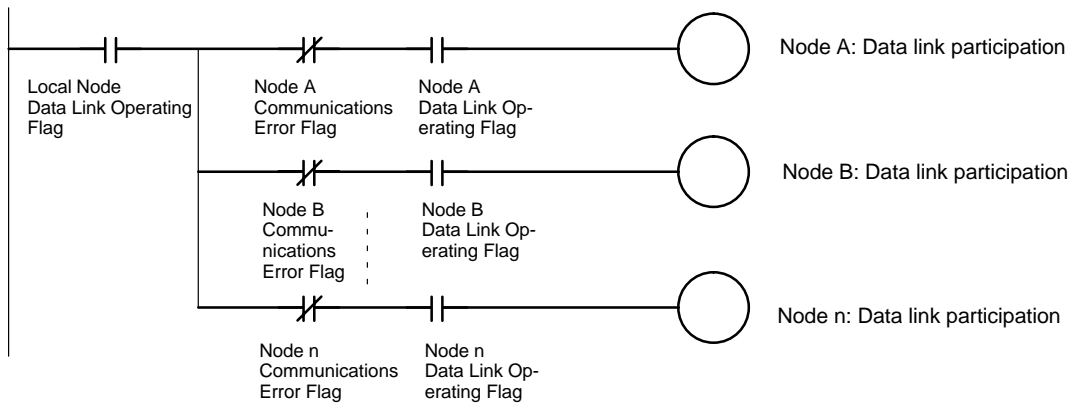 Node A: Data link participation
Local Node
Data Link Operating
Flag
Node A
Communications
Error Flag
Node A
Data Link Op-
erating Flag
Node B: Data link participation
Node B
Commu-
nications
Error Flag
Node B
Data Link Op-
erating Flag
Node n: Data link participation
Node n
Communications
Error Flag
Node n
Data Link Op-
erating Flag